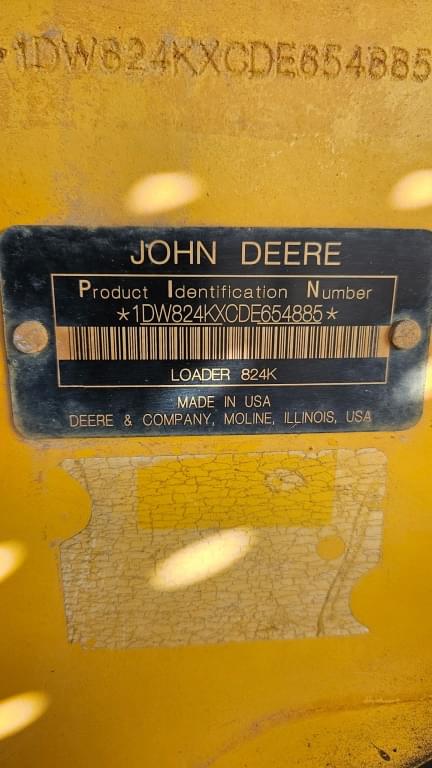 *1DW824KXCDE654885
JOHN DEERE
Product Identification Number
*1DW824KXCDE654885*
LOADER 824K
MADE IN USA
DEERE & COMPANY, MOLINE, ILLINOIS, USA